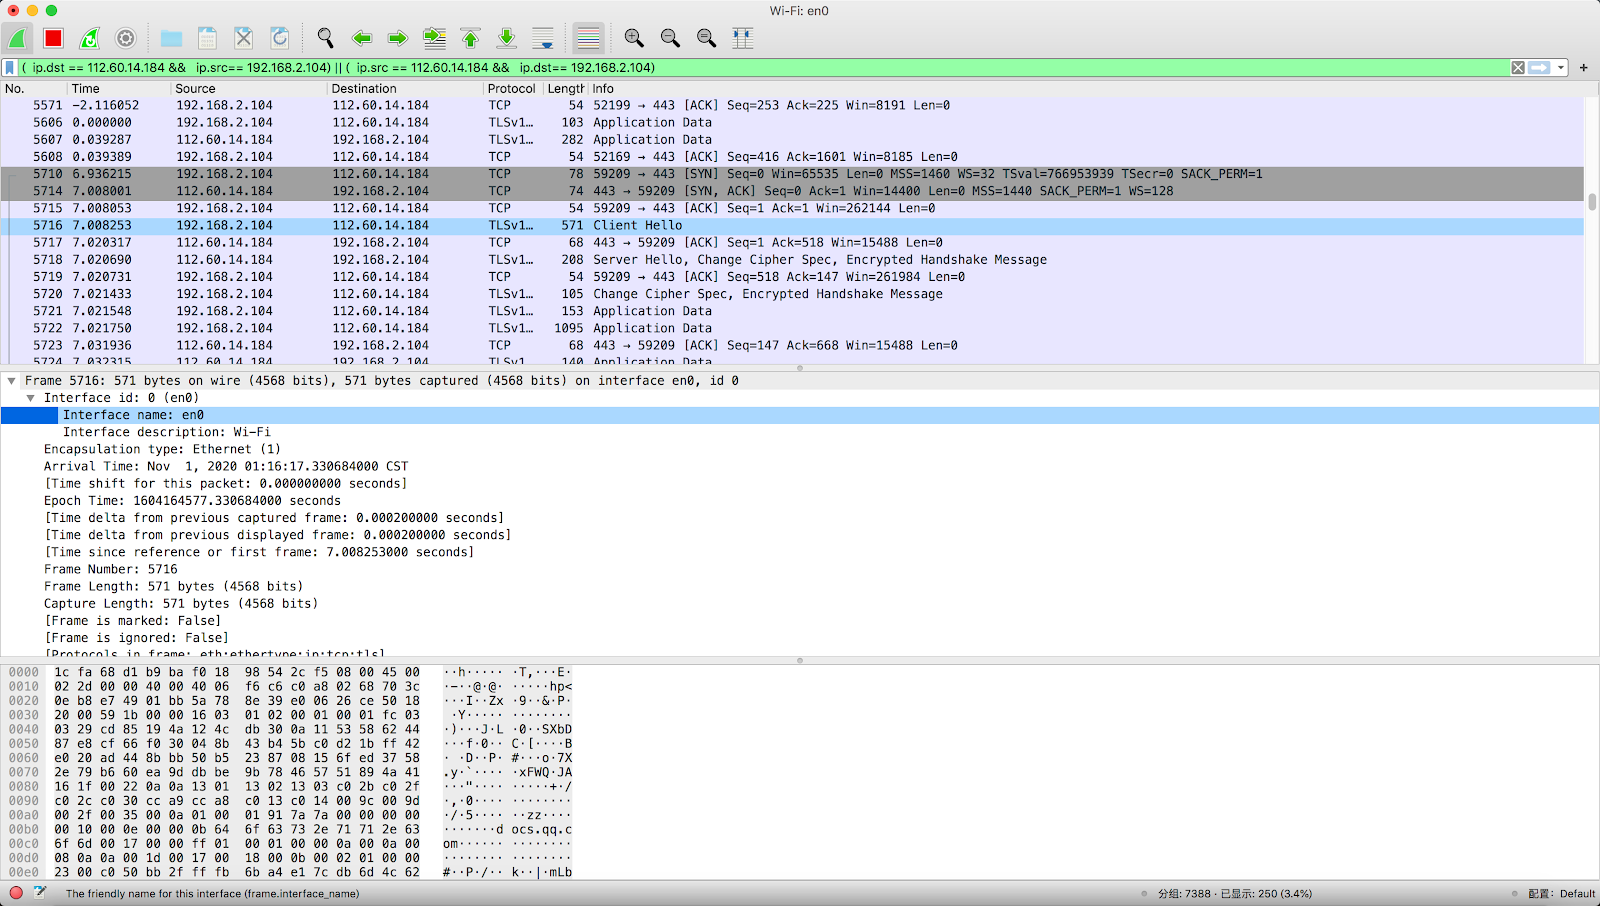 Wi-Fi: en0
( ip.dst == 112.60.14.184 && ip.src== 192.168.2.104) || ( ip.src == 112.60.14.184 && ip.dst== 192.168.2.104)
No. Time Source Destination Protocol Length Info
5571 -2.116052 192.168.2.104 112.60.14.184 TCP 54 52199 → 443 [ACK] Seq=253 Ack=225 Win=8191 Len=0
5606 0.000000 192.168.2.104 112.60.14.184 TLSv1… 103 Application Data
5607 0.039287 112.60.14.184 192.168.2.104 TLSv1… 282 Application Data
5608 0.039389 192.168.2.104 112.60.14.184 TCP 54 52169 → 443 [ACK] Seq=416 Ack=1601 Win=8185 Len=0
5710 6.936215 192.168.2.104 112.60.14.184 TCP 78 59209 → 443 [SYN] Seq=0 Win=65535 Len=0 MSS=1460 WS=32 TSval=766953939 TSecr=0 SACK_PERM=1
5714 7.008001 112.60.14.184 192.168.2.104 TCP 74 443 → 59209 [SYN, ACK] Seq=0 Ack=1 Win=14400 Len=0 MSS=1440 SACK_PERM=1 WS=128
5715 7.008053 192.168.2.104 112.60.14.184 TCP 54 59209 → 443 [ACK] Seq=1 Ack=1 Win=262144 Len=0
5716 7.008253 192.168.2.104 112.60.14.184 TLSv1… 571 Client Hello
5717 7.020317 112.60.14.184 192.168.2.104 TCP 68 443 → 59209 [ACK] Seq=1 Ack=518 Win=15488 Len=0
5718 7.020690 112.60.14.184 192.168.2.104 TLSv1… 208 Server Hello, Change Cipher Spec, Encrypted Handshake Message
5719 7.020731 192.168.2.104 112.60.14.184 TCP 54 59209 → 443 [ACK] Seq=518 Ack=147 Win=261984 Len=0
5720 7.021433 192.168.2.104 112.60.14.184 TLSv1… 105 Change Cipher Spec, Encrypted Handshake Message
5721 7.021548 192.168.2.104 112.60.14.184 TLSv1… 153 Application Data
5722 7.021750 192.168.2.104 112.60.14.184 TLSv1… 1095 Application Data
5723 7.031936 112.60.14.184 192.168.2.104 TCP 68 443 → 59209 [ACK] Seq=147 Ack=668 Win=15488 Len=0
5724 7.032315 112.60.14.184 192.168.2.104 TLSv1… 140 Application Data
Frame 5716: 571 bytes on wire (4568 bits), 571 bytes captured (4568 bits) on interface en0, id 0
Interface id: 0 (en0)
Interface name: en0
Interface description: Wi-Fi
Encapsulation type: Ethernet (1)
Arrival Time: Nov 1, 2020 01:16:17.330684000 CST
[Time shift for this packet: 0.000000000 seconds]
Epoch Time: 1604164577.330684000 seconds
[Time delta from previous captured frame: 0.000200000 seconds]
[Time delta from previous displayed frame: 0.000200000 seconds]
[Time since reference or first frame: 7.008253000 seconds]
Frame Number: 5716
Frame Length: 571 bytes (4568 bits)
Capture Length: 571 bytes (4568 bits)
[Frame is marked: False]
[Frame is ignored: False]
[Protocols in frame: eth:ethertype:ip:tcp:tls]
0000 1c fa 68 d1 b9 ba f0 18 98 54 2c f5 08 00 45 00 ··h····· ·T,···E·
0010 02 2d 00 00 40 00 40 06 f6 c6 c0 a8 02 68 70 3c ·-··@·@· ·····hp<
0020 0e b8 e7 49 01 bb 5a 78 8e 39 e0 06 26 ce 50 18 ···I··Zx ·9··&·P·
0030 20 00 59 1b 00 00 16 03 01 02 00 01 00 01 fc 03 ·Y····· ········
0040 03 29 cd 85 19 4a 12 4c db 30 0a 11 53 58 62 44 ·)···J·L ·0··SXbD
0050 87 e8 cf 66 f0 30 04 8b 43 b4 5b c0 d2 1b ff 42 ···f·0·· C·[····B
0060 e0 20 ad 44 8b bb 50 b5 23 87 08 15 6f ed 37 58 · ·D··P· #···o·7X
0070 2e 79 b6 60 ea 9d db be 9b 78 46 57 51 89 4a 41 .y·`···· ·xFWQ·JA
0080 16 1f 00 22 0a 0a 13 01 13 02 13 03 c0 2b c0 2f ···"···· ·····+·/
0090 c0 2c c0 30 cc a9 cc a8 c0 13 c0 14 00 9c 00 9d ·,·0···· ········
00a0 00 2f 00 35 00 0a 01 00 01 91 7a 7a 00 00 00 00 ·/·5···· ··zz····
00b0 00 10 00 0e 00 00 0b 64 6f 63 73 2e 71 71 2e 63 ·······d ocs.qq.c
00c0 6f 6d 00 17 00 00 ff 01 00 01 00 00 00 0a 00 0a 00 om······ ········
00d0 08 0a 0a 00 1d 00 17 00 18 00 0b 00 02 01 00 00 ········ ········
00e0 23 00 c0 50 bb 2f ff fb 6b a4 e1 7c db 6d 4c 62 #··P·/·· k··|·mLb
The friendly name for this interface (frame.interface_name)
分组: 7388 · 已显示: 250 (3.4%)
配置: Default